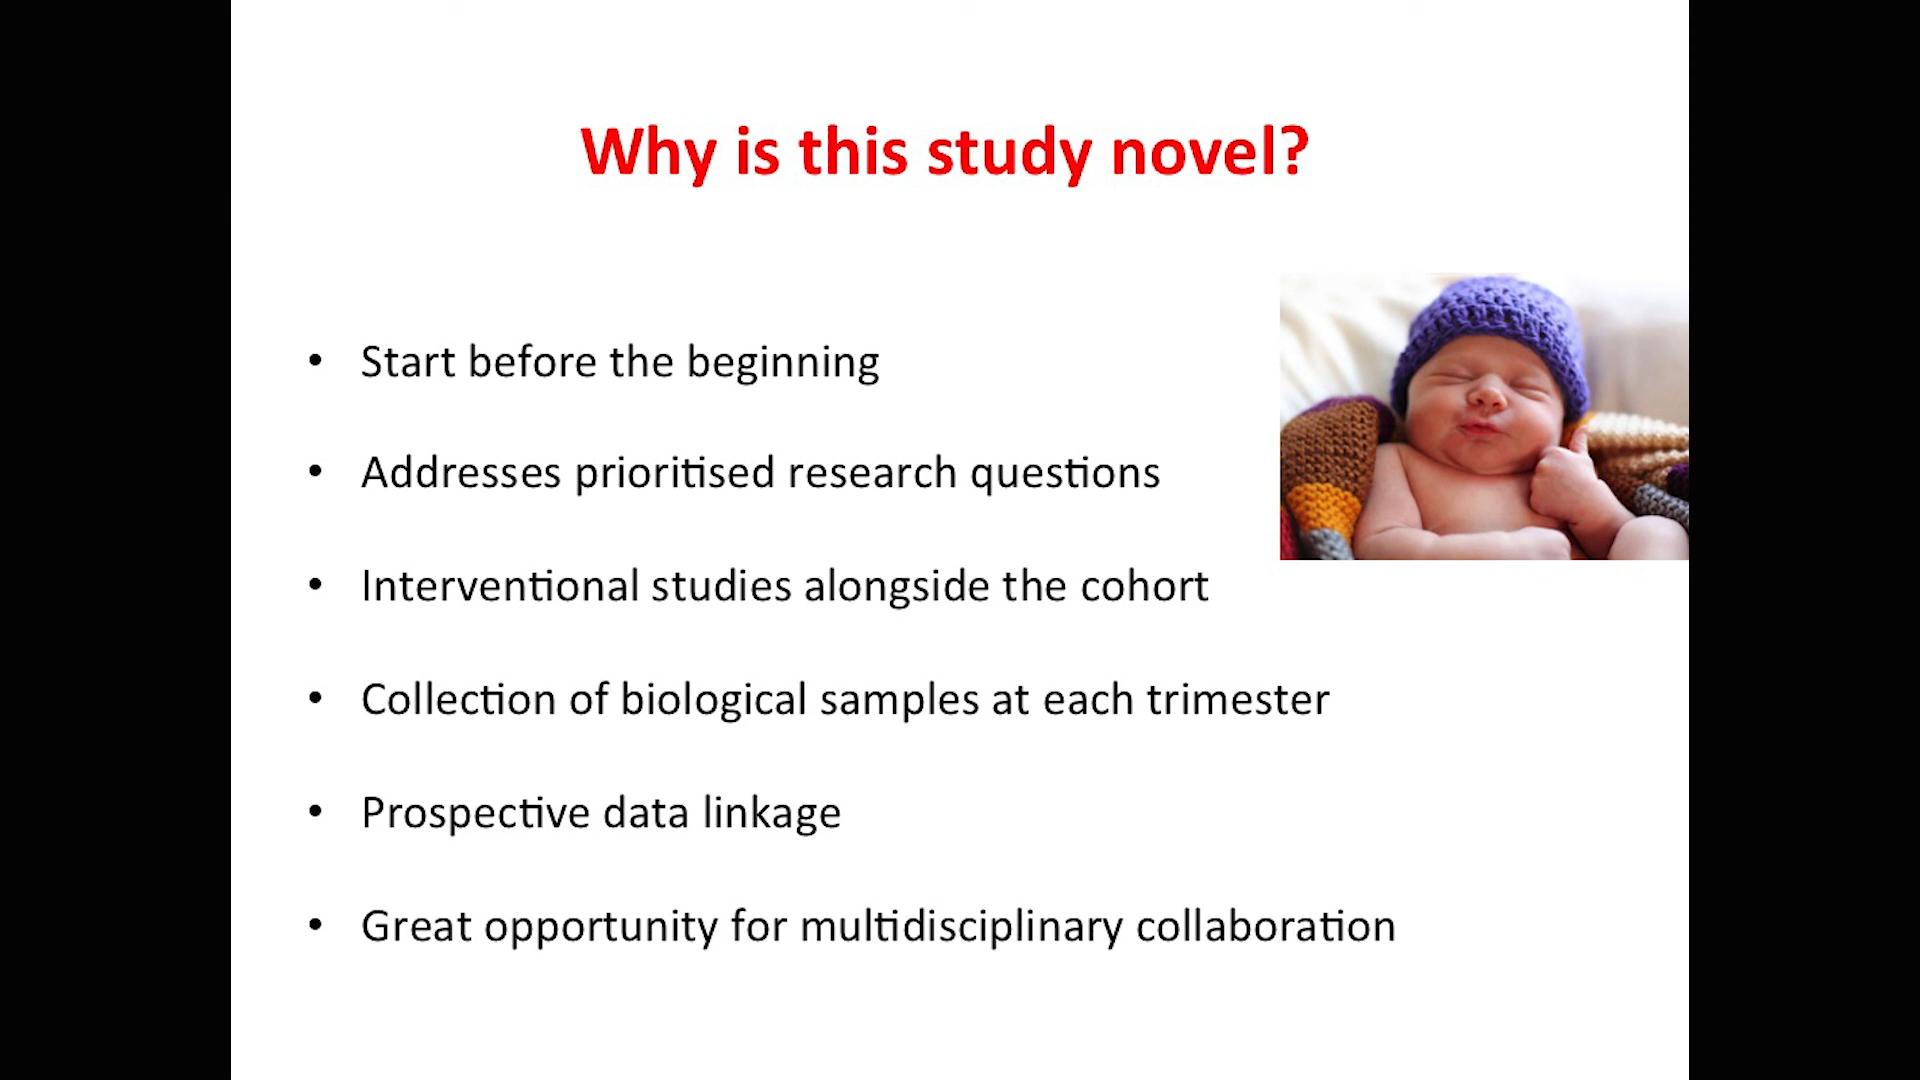 Why is this study novel?
• Start before the beginning
• Addresses prioritised research questions
• Interventional studies alongside the cohort
• Collection of biological samples at each trimester
• Prospective data linkage
• Great opportunity for multidisciplinary collaboration